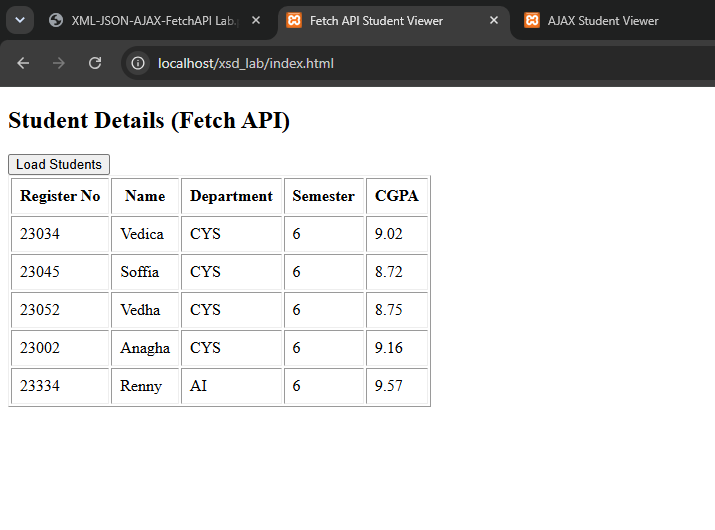 XML-JSON-AJAX-FetchAPI Lab.
Fetch API Student Viewer
AJAX Student Viewer
localhost/xsd_lab/index.html
Student Details (Fetch API)
Load Students
Register No Name Department Semester CGPA
23034 Vedica CYS 6 9.02
23045 Soffia CYS 6 8.72
23052 Vedha CYS 6 8.75
23002 Anagha CYS 6 9.16
23334 Renny AI 6 9.57